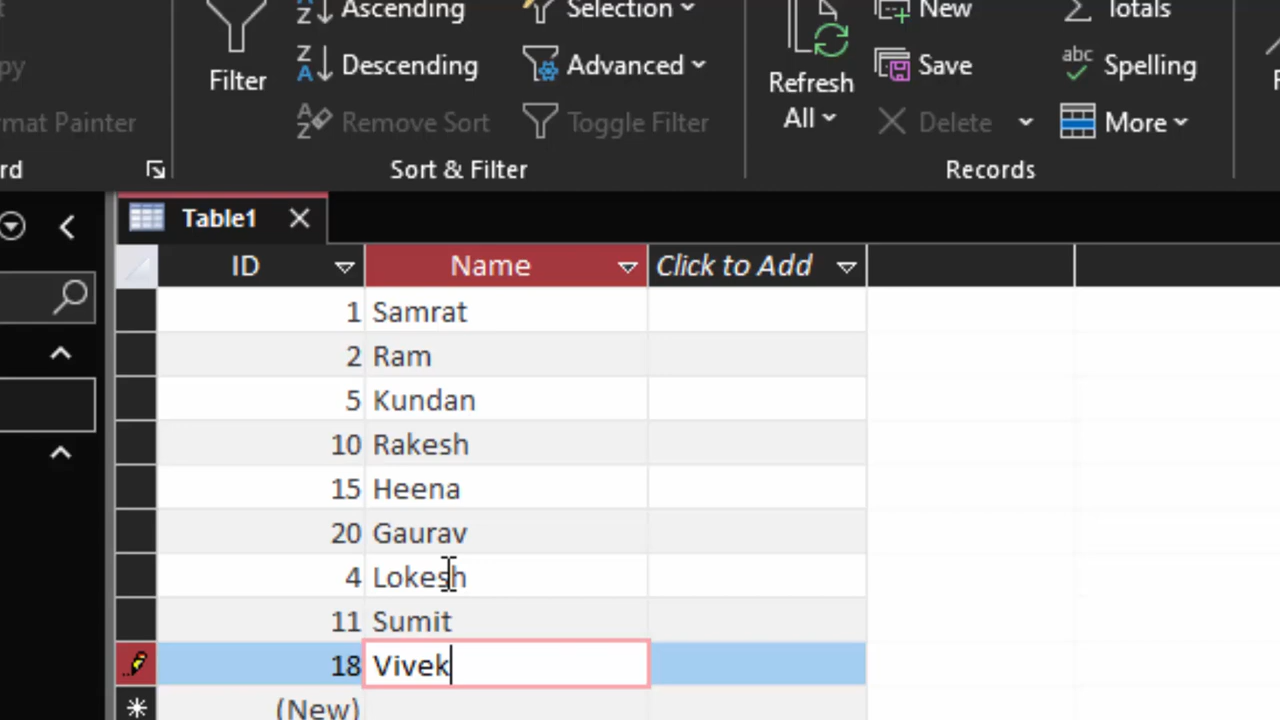 Ascending
Selection
New
Totals
py
Filter
Descending
Advanced
Refresh
All
Save
abc
Spelling
rmat Painter
Remove Sort
Toggle Filter
Delete
More
rd
Sort & Filter
Records
Table1
ID Name Click to Add
1 Samrat
2 Ram
5 Kundan
10 Rakesh
15 Heena
20 Gaurav
4 Lokesh
11 Sumit
18 Vivek
(New)